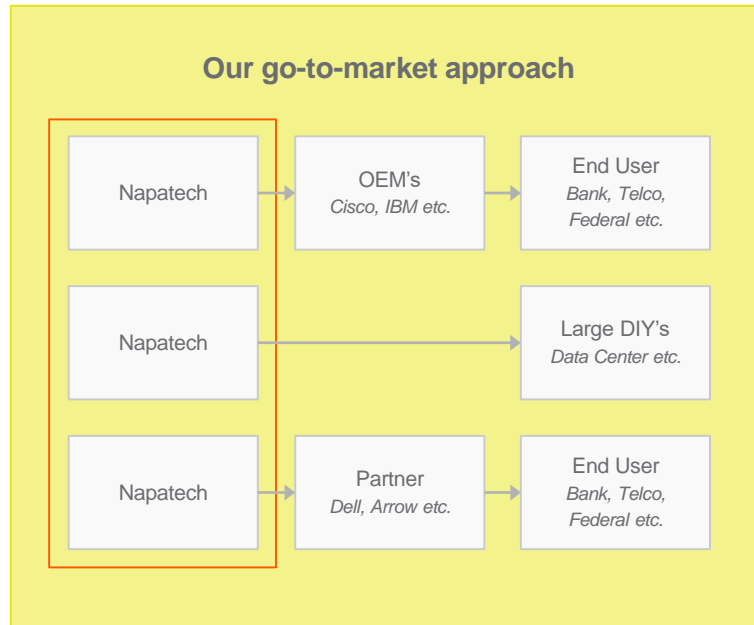 Our go-to-market approach
Napatech
OEM's
Cisco, IBM etc.
End User
Bank, Telco,
Federal etc.
Napatech
Large DIY's
Data Center etc.
Napatech
Partner
Dell, Arrow etc.
End User
Bank, Telco,
Federal etc.